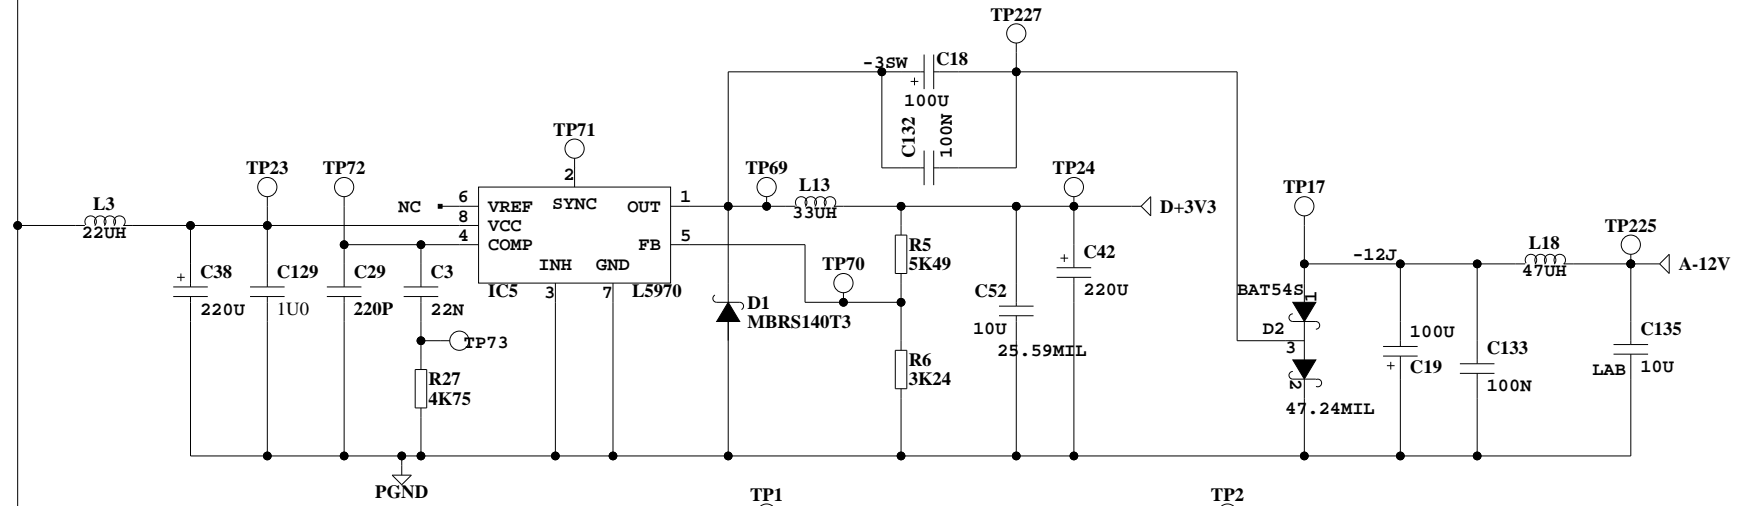 TP227
-3SW
C18
+
100U
C132
100N
TP71
2
TP23
TP72
TP69
TP24
TP17
L3
22UH
NC
6
8
4
VREF
VCC
COMP
SYNC
OUT
FB
INH
GND
1
5
3
7
IC5
L5970
L13
33UH
D+3V3
TP225
L18
47UH
A-12V
-12J
+
C38
220U
C129
1U0
C29
220P
C3
22N
TP73
R27
4K75
D1
MBRS140T3
TP70
R5
5K49
R6
3K24
C52
10U
25.59MIL
+
C42
220U
BAT54S
1
D2
3
2
47.24MIL
100U
+
C19
C133
100N
C135
LAB
10U
PGND
TP1
TP2